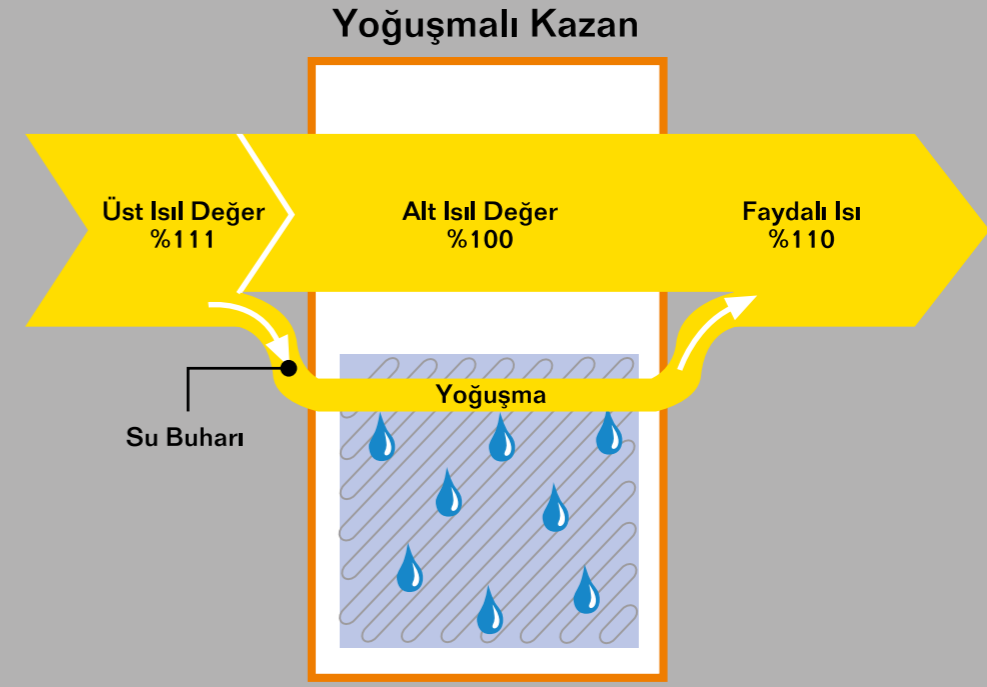 Yoğuşmalı Kazan
Üst Isıl Değer
%111
Alt Isıl Değer
%100
Faydalı Isı
%110
Yoğuşma
Su Buharı